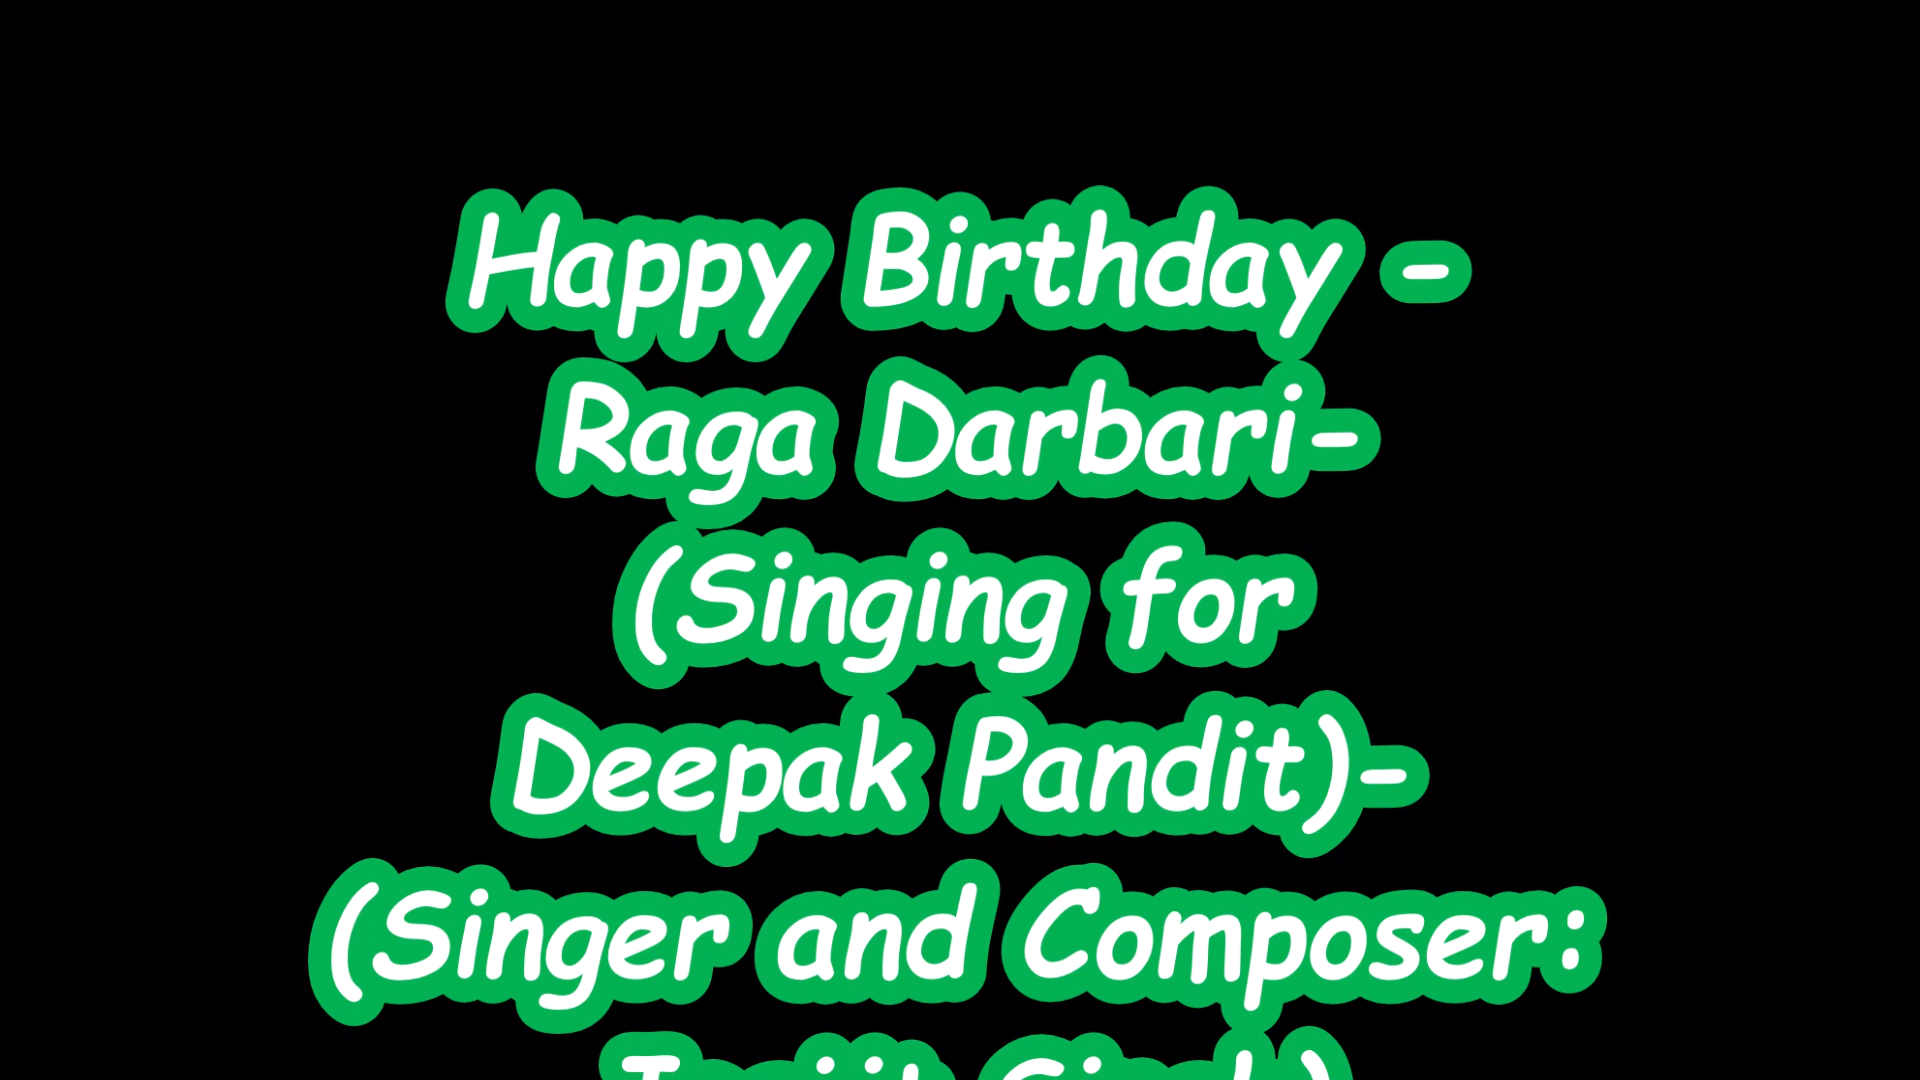 Happy Birthday -
Raga Darbari-
(Singing for
Deepak Pandit)-
(Singer and Composer: